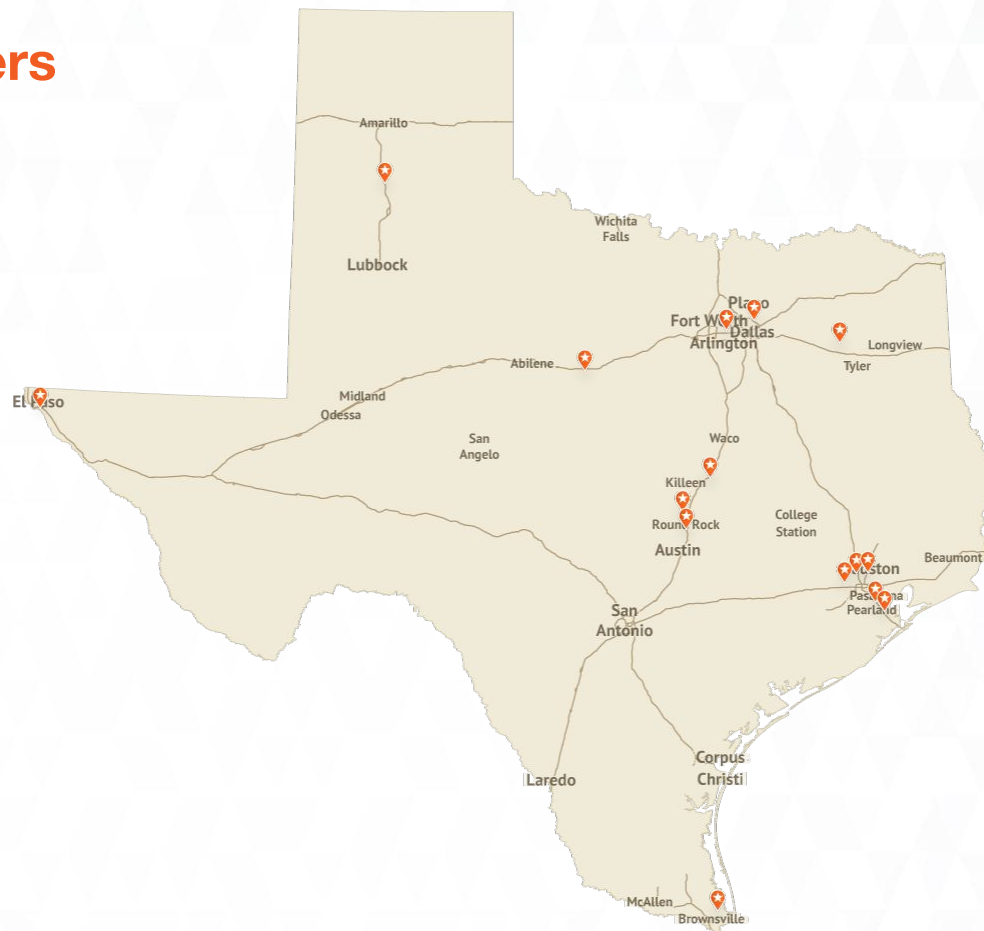 ers
Amarillo
Wichita
Falls
Lubbock
Plano
Fort Worth
Dallas
Arlington
Longview
Abilene
Tyler
Midland
El Paso
Odessa
San
Angelo
Waco
Killeen
College
Station
Round Rock
Austin
Beaumont
Houston
Pasadena
Pearland
San
Antonio
Corpus
Christi
Laredo
McAllen
Brownsville